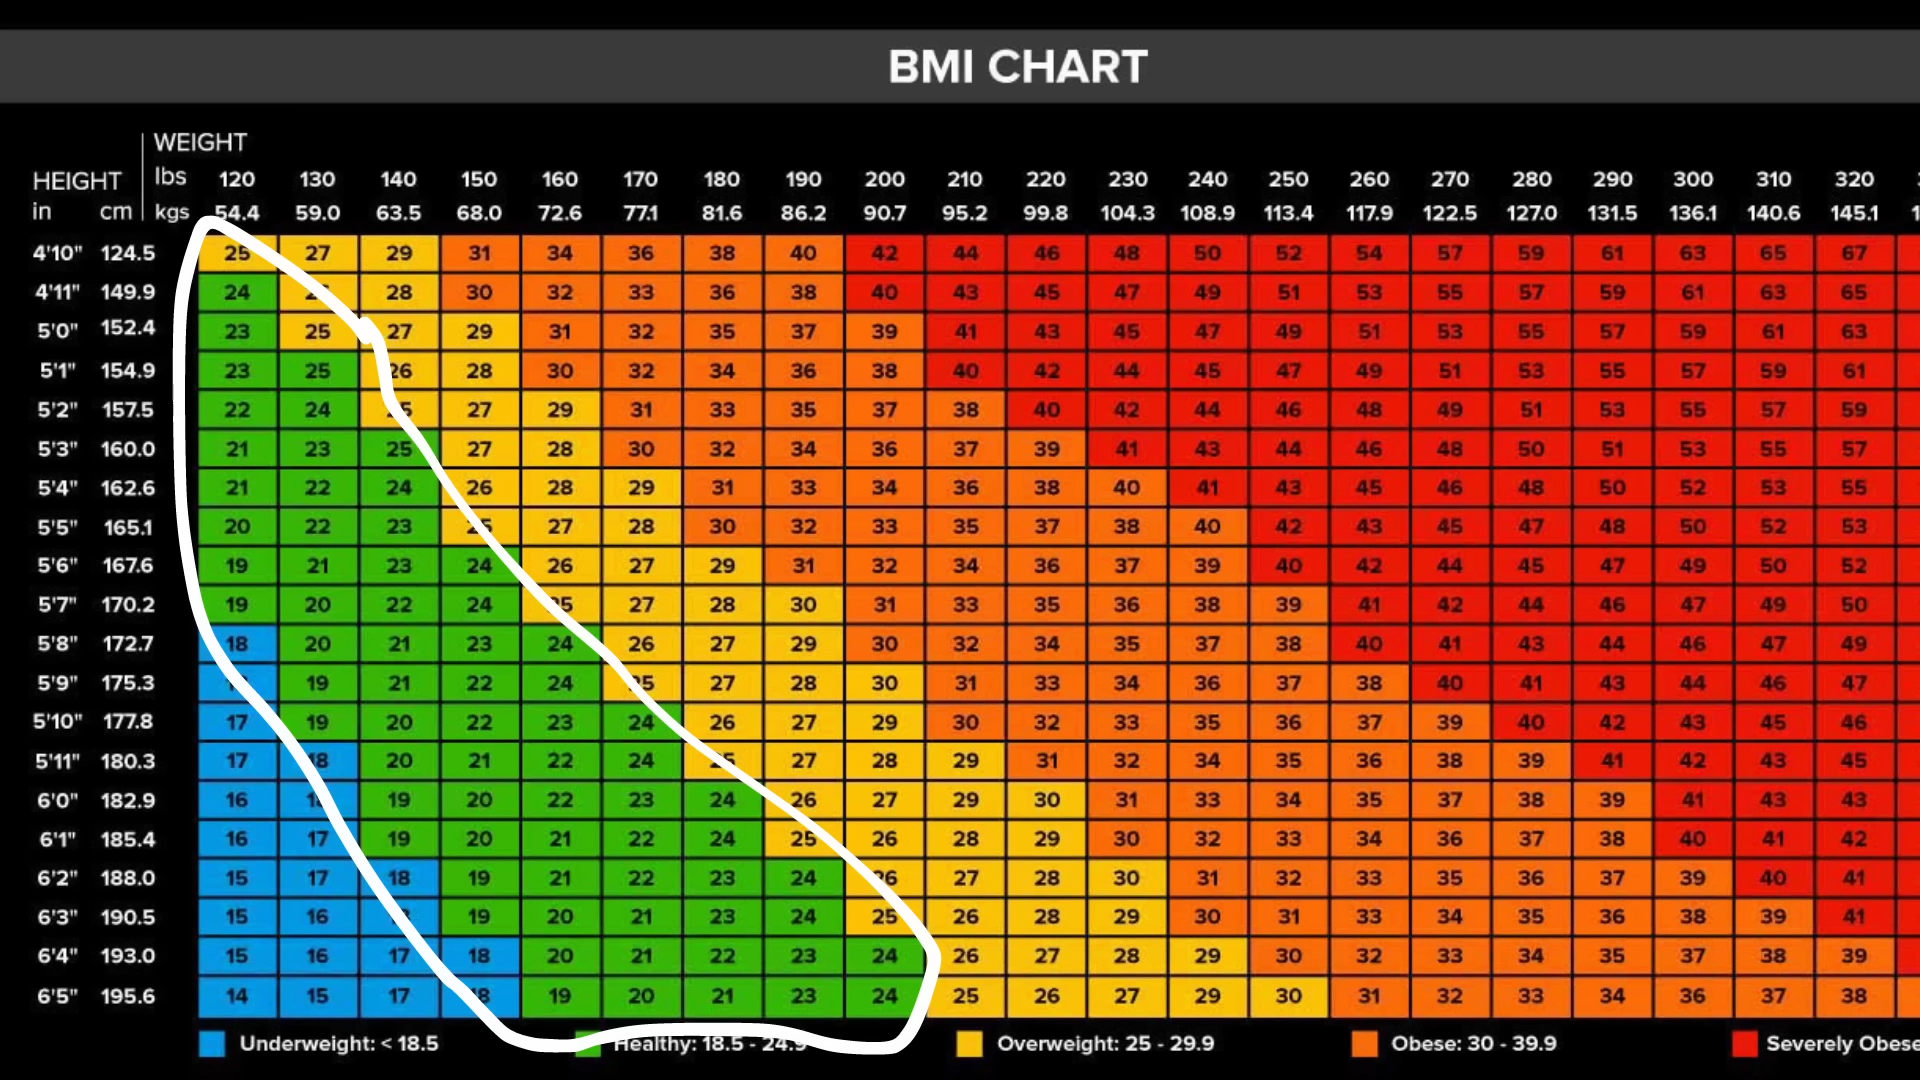 BMI CHART
WEIGHT
HEIGHT lbs 120 130 140 150 160 170 180 190 200 210 220 230 240 250 260 270 280 290 300 310 320
in cm kgs 54.4 59.0 63.5 68.0 72.6 77.1 81.6 86.2 90.7 95.2 99.8 104.3 108.9 113.4 117.9 122.5 127.0 131.5 136.1 140.6 145.1
4'10" 124.5 25 27 29 31 34 36 38 40 42 44 46 48 50 52 54 57 59 61 63 65 67
4'11" 149.9 24 28 30 32 33 36 38 40 43 45 47 49 51 53 55 57 59 61 63 65
5'0" 152.4 23 25 27 29 31 32 35 37 39 41 43 45 47 49 51 53 55 57 59 61 63
5'1" 154.9 23 25 26 28 30 32 34 36 38 40 42 44 45 47 49 51 53 55 57 59 61
5'2" 157.5 22 24 27 29 31 33 35 37 38 40 42 44 46 48 49 51 53 55 57 59
5'3" 160.0 21 23 25 27 28 30 32 34 36 37 39 41 43 44 46 48 50 51 53 55 57
5'4" 162.6 21 22 24 26 28 29 31 33 34 36 38 40 41 43 45 46 48 50 52 53 55
5'5" 165.1 20 22 23 25 27 28 30 32 33 35 37 38 40 42 43 45 47 48 50 52 53
5'6" 167.6 19 21 23 24 26 27 29 31 32 34 36 37 39 40 42 44 45 47 49 50 52
5'7" 170.2 19 20 22 24 25 27 28 30 31 33 35 36 38 39 41 42 44 46 47 49 50
5'8" 172.7 18 20 21 23 24 26 27 29 30 32 34 35 37 38 40 41 43 44 46 47 49
5'9" 175.3 19 21 22 24 25 27 28 30 31 33 34 36 37 38 40 41 43 44 46 47
5'10" 177.8 17 19 20 22 23 24 26 27 29 30 32 33 35 36 37 39 40 42 43 45 46
5'11" 180.3 17 18 20 21 22 24 25 27 28 29 31 32 34 35 36 38 39 41 42 43 45
6'0" 182.9 16 19 20 22 23 24 26 27 29 30 31 33 34 35 37 38 39 41 43 43
6'1" 185.4 16 17 19 20 21 22 24 25 26 28 29 30 32 33 34 36 37 38 40 41 42
6'2" 188.0 15 17 18 19 21 22 23 24 26 27 28 30 31 32 33 35 36 37 39 40 41
6'3" 190.5 15 16 19 20 21 23 24 25 26 28 29 30 31 33 34 35 36 38 39 41
6'4" 193.0 15 16 17 18 20 21 22 23 24 26 27 28 29 30 32 33 34 35 37 38 39
6'5" 195.6 14 15 17 18 19 20 21 23 24 25 26 27 29 30 31 32 33 34 36 37 38
Underweight: < 18.5 Healthy: 18.5 - 24.9 Overweight: 25 - 29.9 Obese: 30 - 39.9 Severely Obese